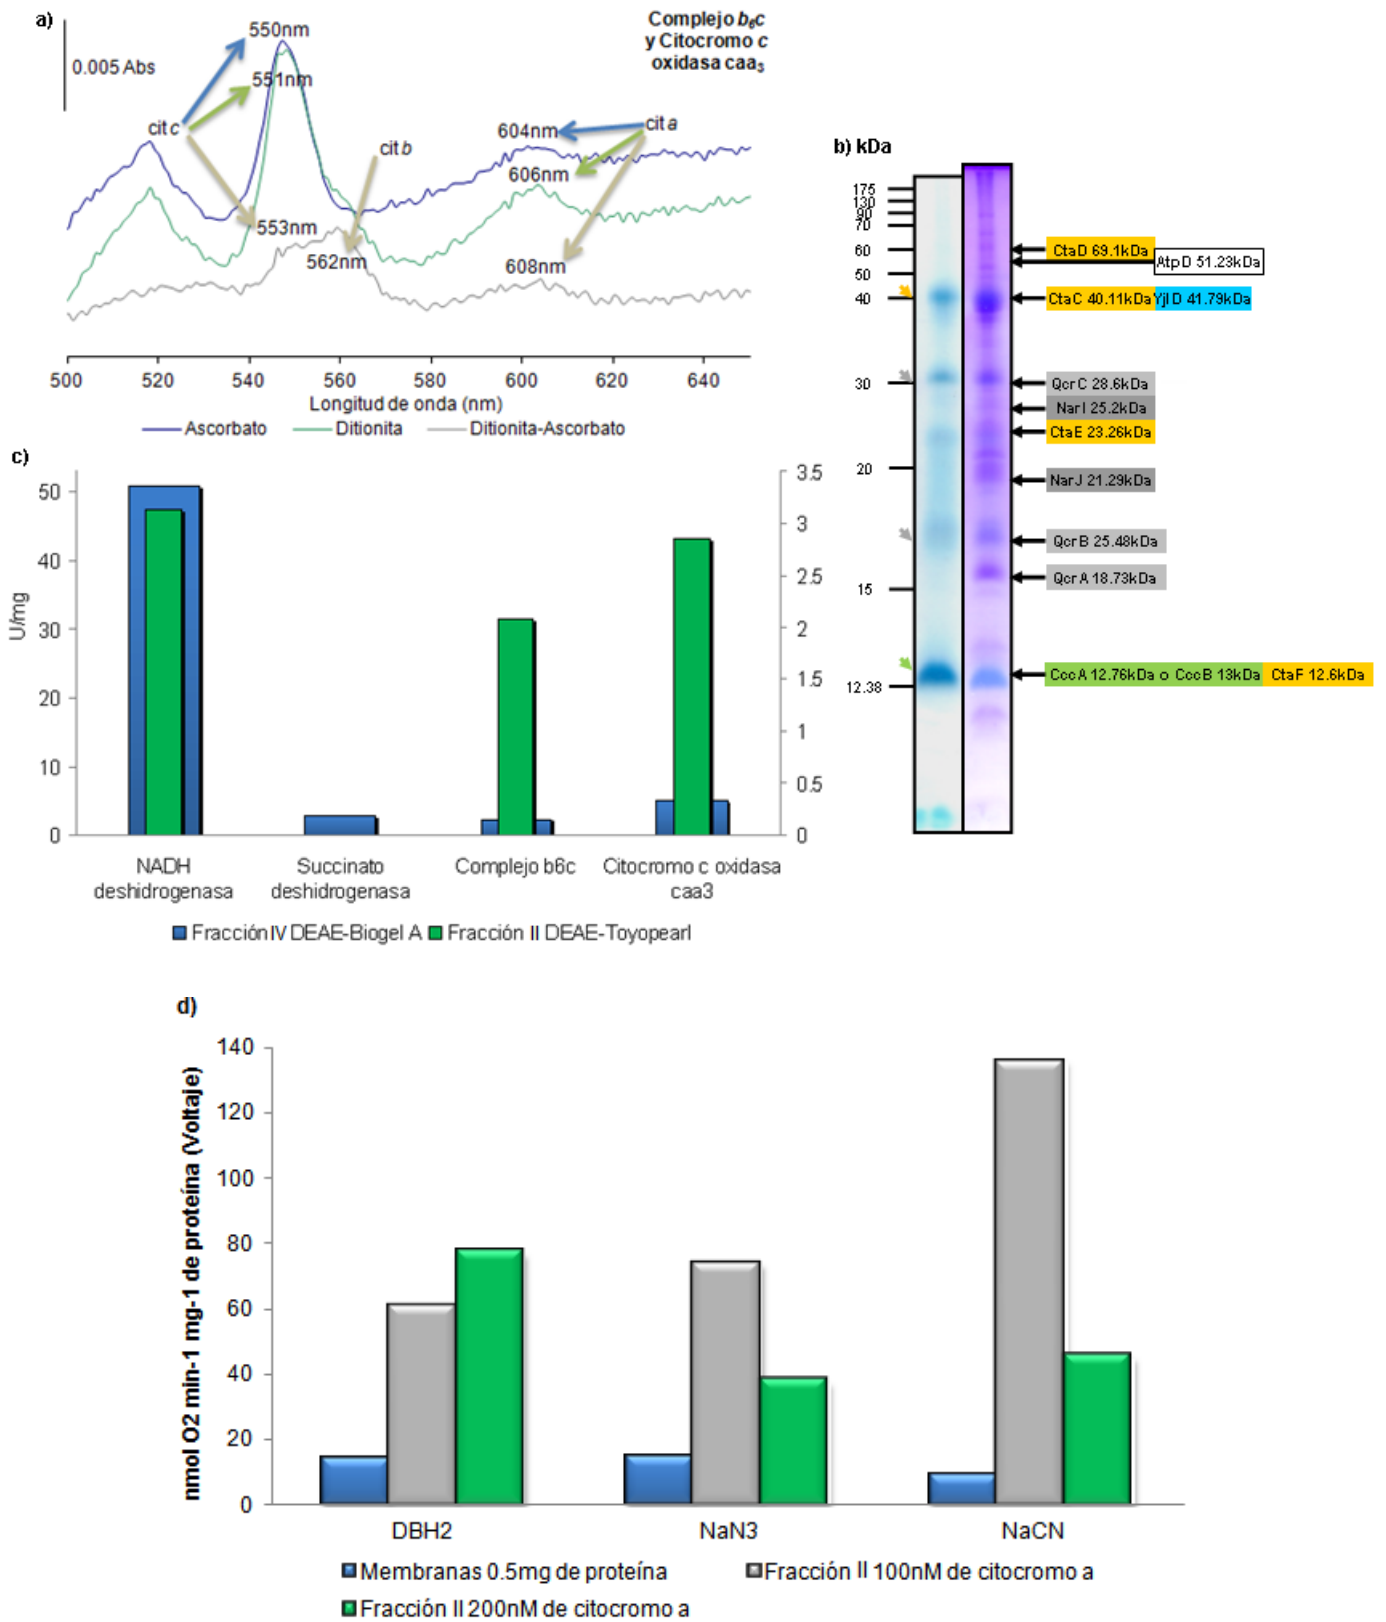 a)
Complejo b6c
y Citocromo c
oxidasa caa3
0.005 Abs
550nm
551nm
cit c
cit b
604nm
cit a
606nm
553nm
562nm
608nm
500 520 540 560 580 600 620 640
Longitud de onda (nm)
Ascorbato Ditionita Ditionita-Ascorbato
b) kDa
175
130
90
70
60
50
40
30
20
15
12.38
CtaD 69.1kDa
AtpD 51.23kDa
CtaC 40.11kDa YjlD 41.79kDa
QcrC 28.6kDa
NarI 25.2kDa
CtaE 23.26kDa
NarJ 21.29kDa
QcrB 25.48kDa
QcrA 18.73kDa
CccA 12.76kDa o CccB 13kDa CtaF 12.6kDa
c)
U/mg
50
40
30
20
10
0
3.5
3
2.5
2
1.5
1
0.5
0
NADH
deshidrogenasa
Succinato
deshidrogenasa
Complejo b6c
Citocromo c oxidasa
caa3
Fracción IV DEAE-Biogel A Fracción II DEAE-Toyopearl
d)
nmol O2 min-1 mg-1 de proteína (Voltaje)
140
120
100
80
60
40
20
0
DBH2 NaN3 NaCN
Membranas 0.5mg de proteína Fracción II 100nM de citocromo a
Fracción II 200nM de citocromo a